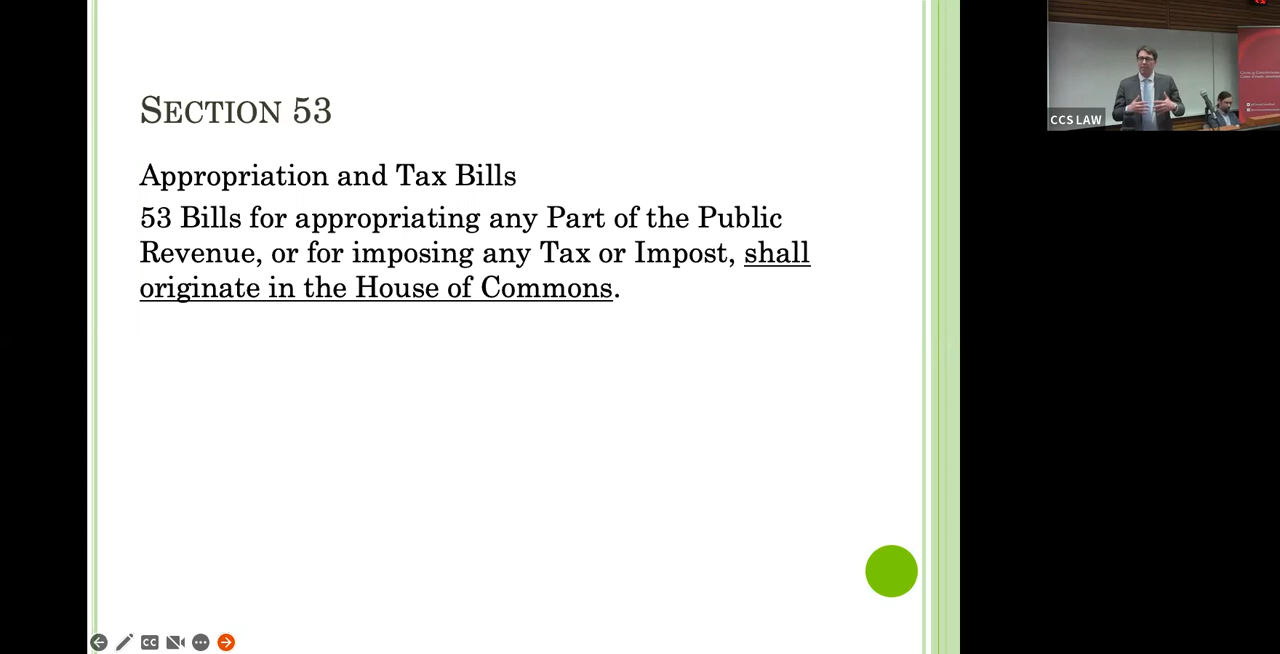 SECTION 53
Appropriation and Tax Bills
53 Bills for appropriating any Part of the Public
Revenue, or for imposing any Tax or Impost, shall
originate in the House of Commons.
CCS LAW
CC